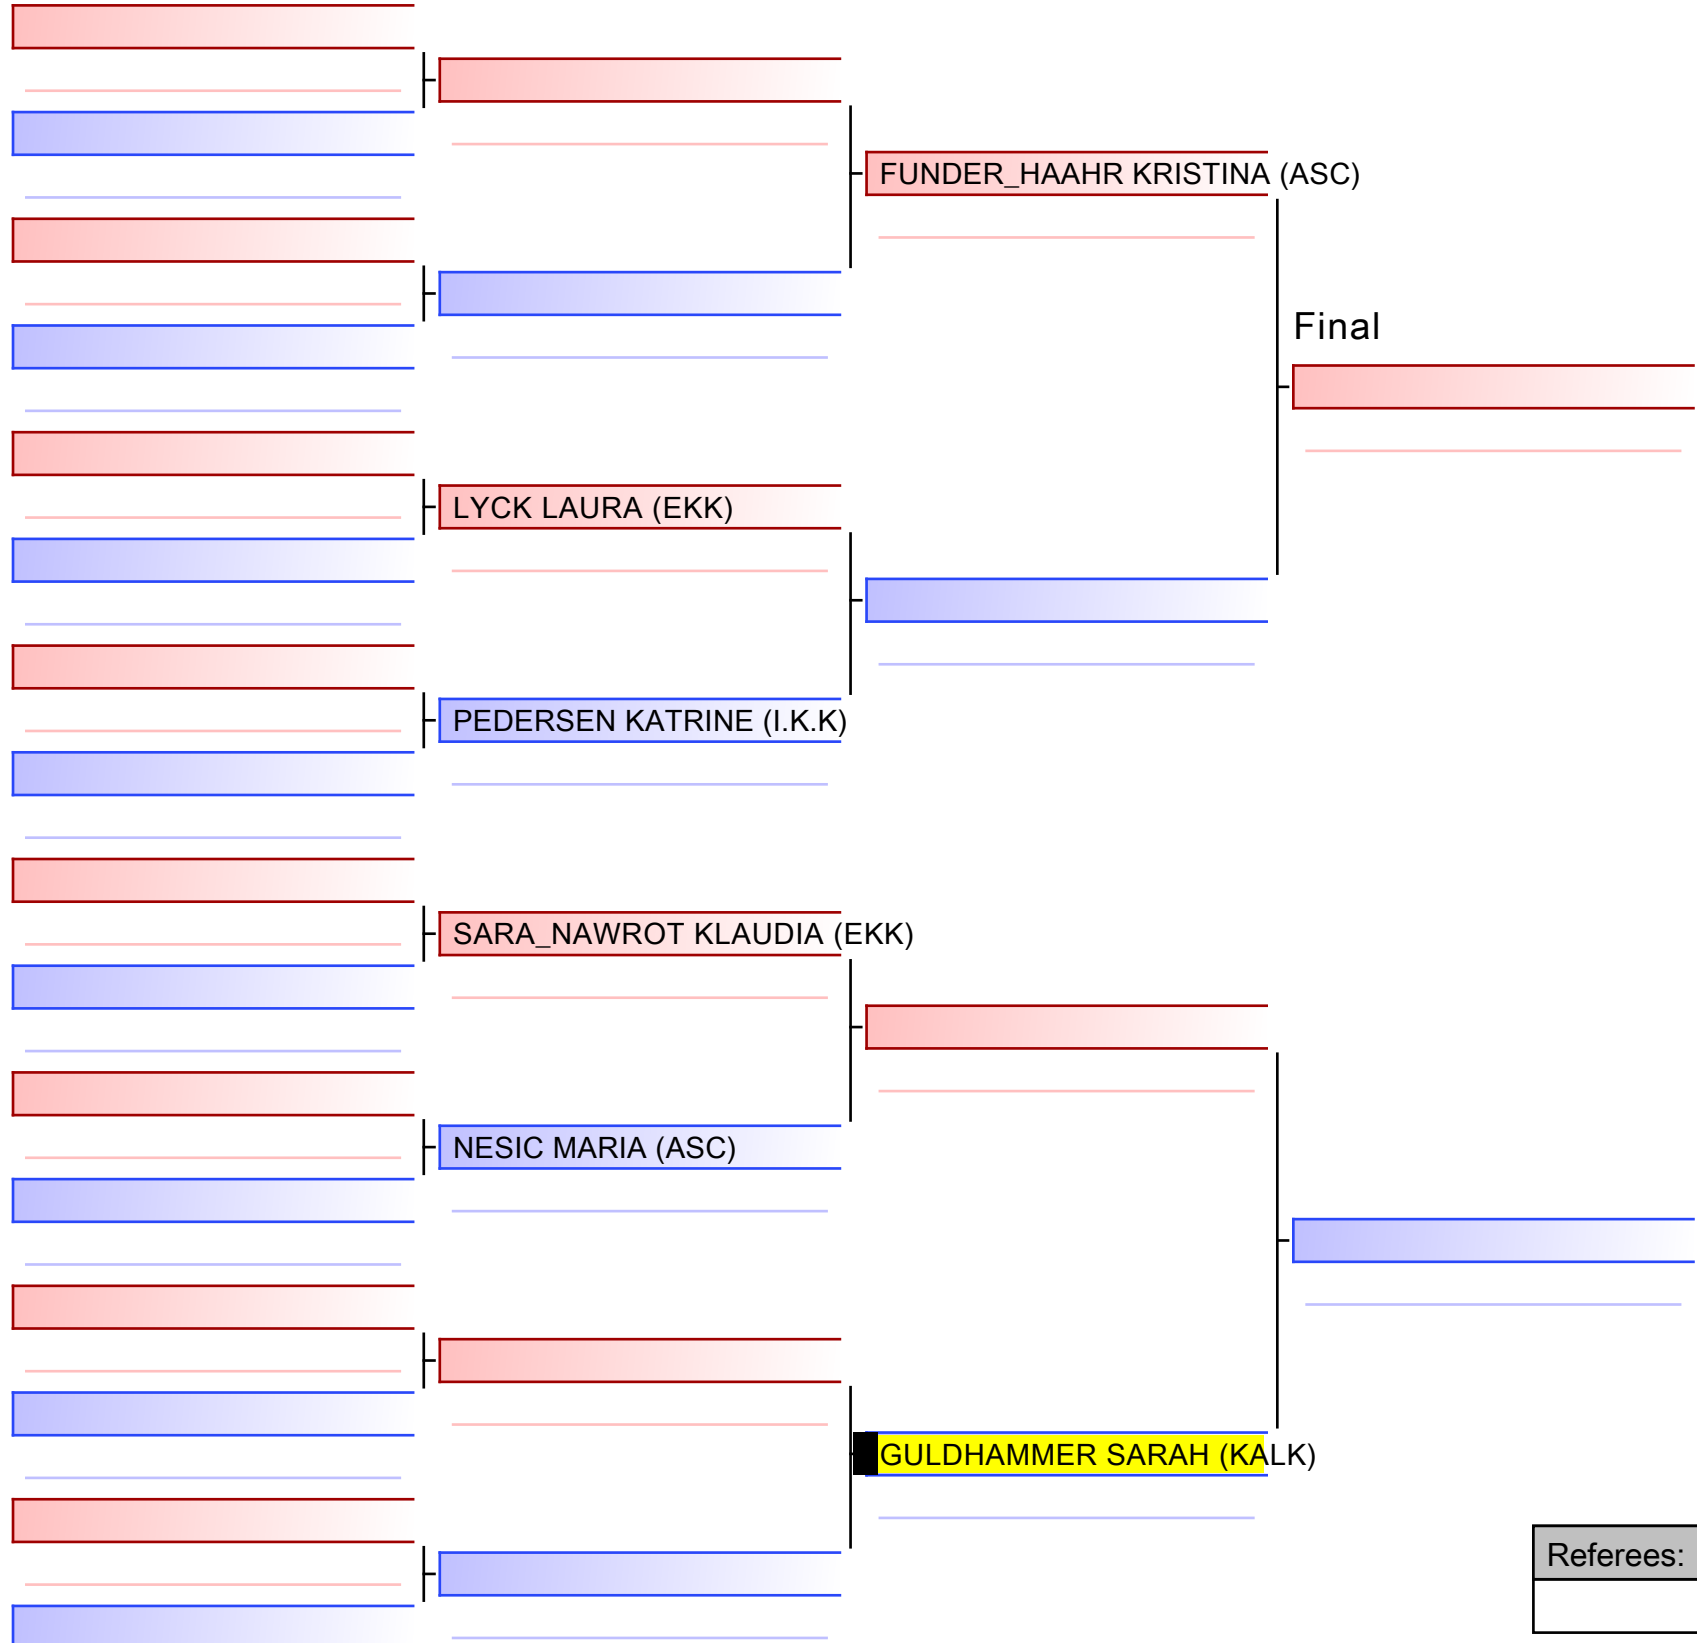 FUNDER_HAAHR KRISTINA (ASC)
Final
LYCK LAURA (EKK)
PEDERSEN KATRINE (I.K.K)
SARA_NAWROT KLAUDIA (EKK)
NESIC MARIA (ASC)
GULDHAMMER SARAH (KALK)
Referees: